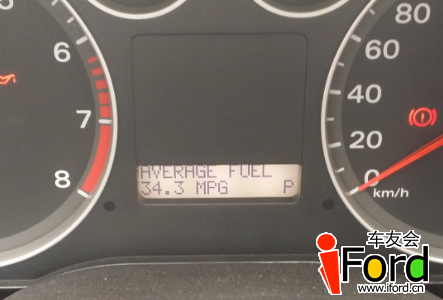 80
60
40
20
0
km/h
6
7
8
AVERAGE FUEL
34.3 MPG P
车友会
iFord
www.iford.cn